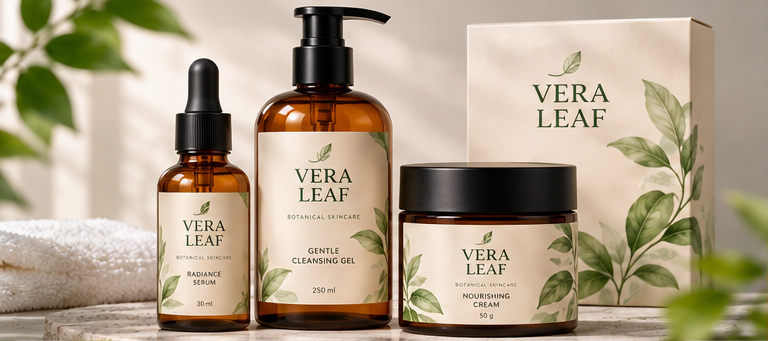 VERA
LEAF
BOTANICAL SKINCARE
RADIANCE
SERUM
30 ml
VERA
LEAF
BOTANICAL SKINCARE
GENTLE
CLEANSING GEL
250 ml
VERA
LEAF
BOTANICAL SKINCARE
NOURISHING
CREAM
50 g
VERA
LEAF